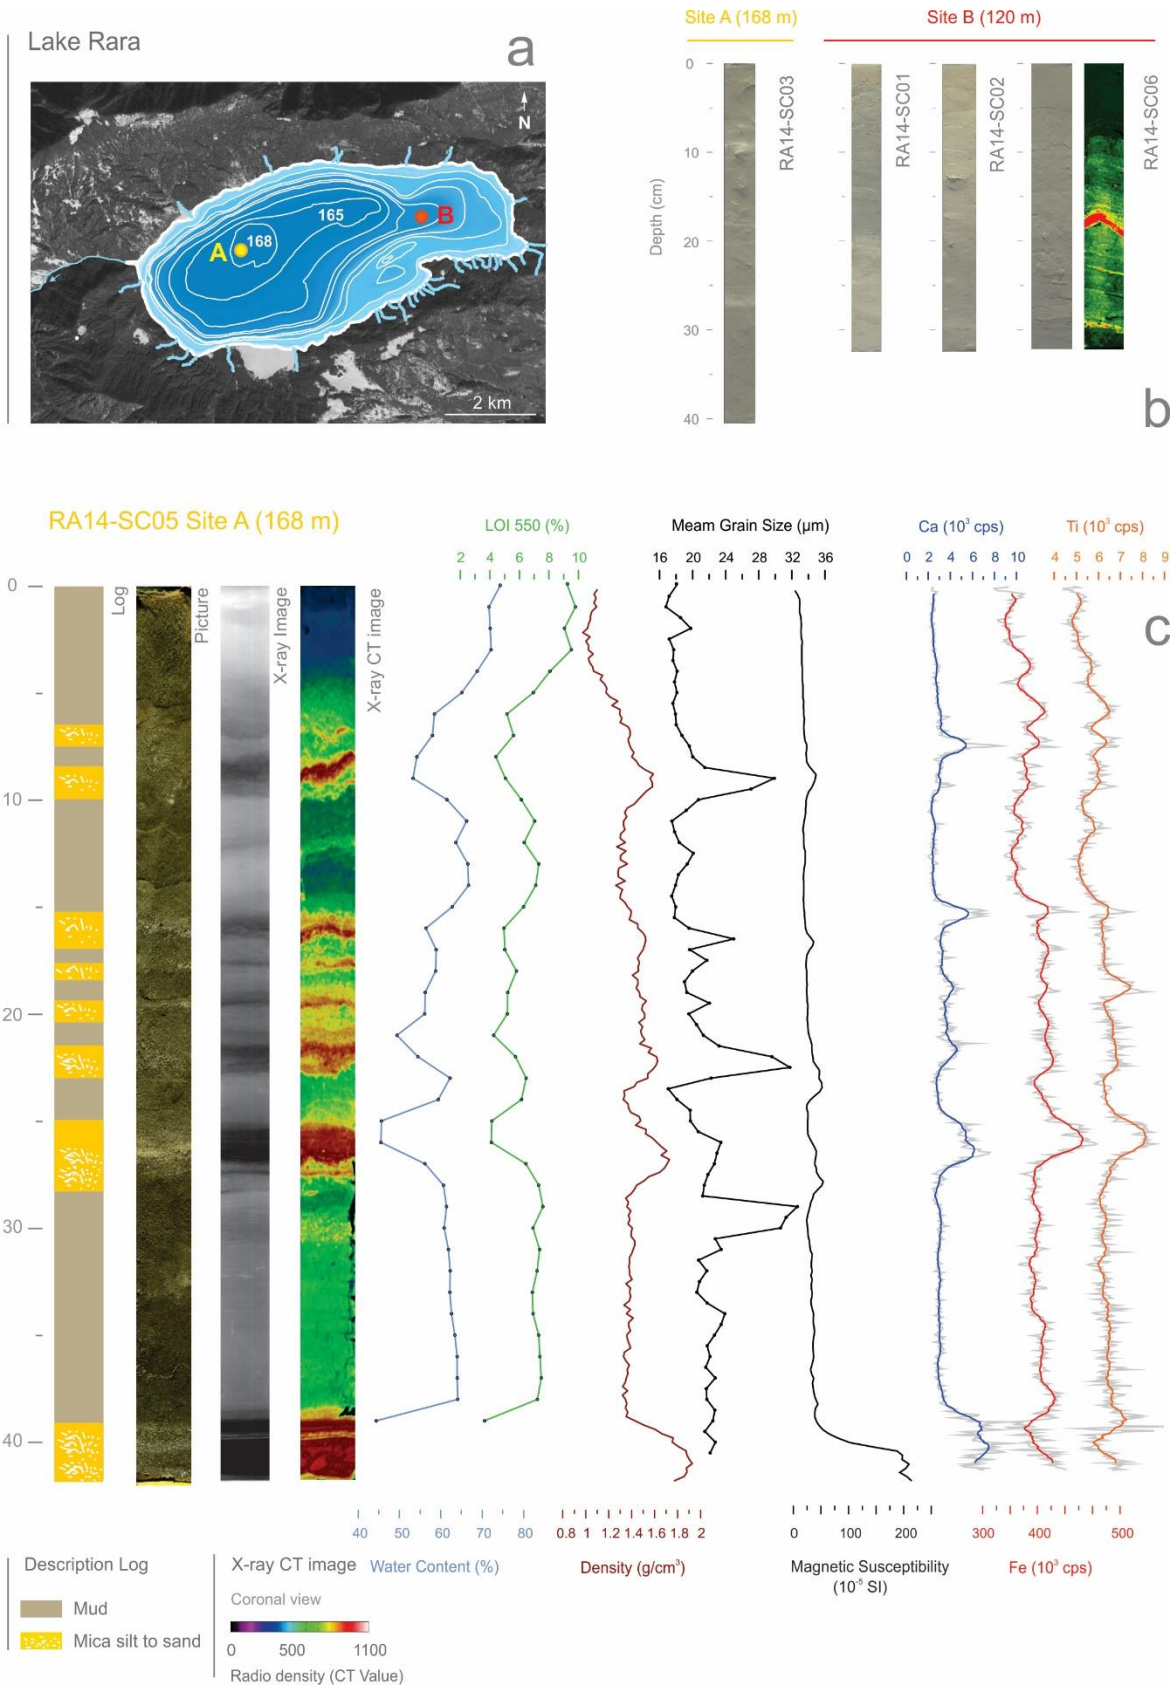 Lake Rara
a
N
165
B
A
168
2 km
Site A (168 m)
Site B (120 m)
0
10
20
30
40
Depth (cm)
RA14-SC03
RA14-SC01
RA14-SC02
RA14-SC06
b
RA14-SC05 Site A (168 m)
LOI 550 (%)
2 4 6 8 10
Meam Grain Size (µm)
16 20 24 28 32 36
Ca (10³ cps)
0 2 4 6 8 10
Ti (10³ cps)
4 5 6 7 8 9
c
Log
Picture
X-ray Image
X-ray CT image
0
10
20
30
40
40 50 60 70 80
Water Content (%)
0.8 1 1.2 1.4 1.6 1.8 2
Density (g/cm³)
0 100 200
Magnetic Susceptibility
(10⁻⁵ SI)
300 400 500
Fe (10³ cps)
Description Log
Mud
Mica silt to sand
X-ray CT image
Coronal view
0 500 1100
Radio density (CT Value)